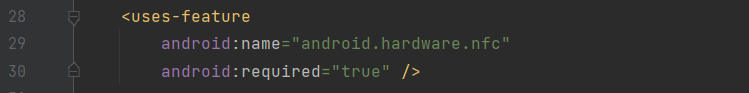 28 <uses-feature
29 android:name="android.hardware.nfc"
30 android:required="true" />